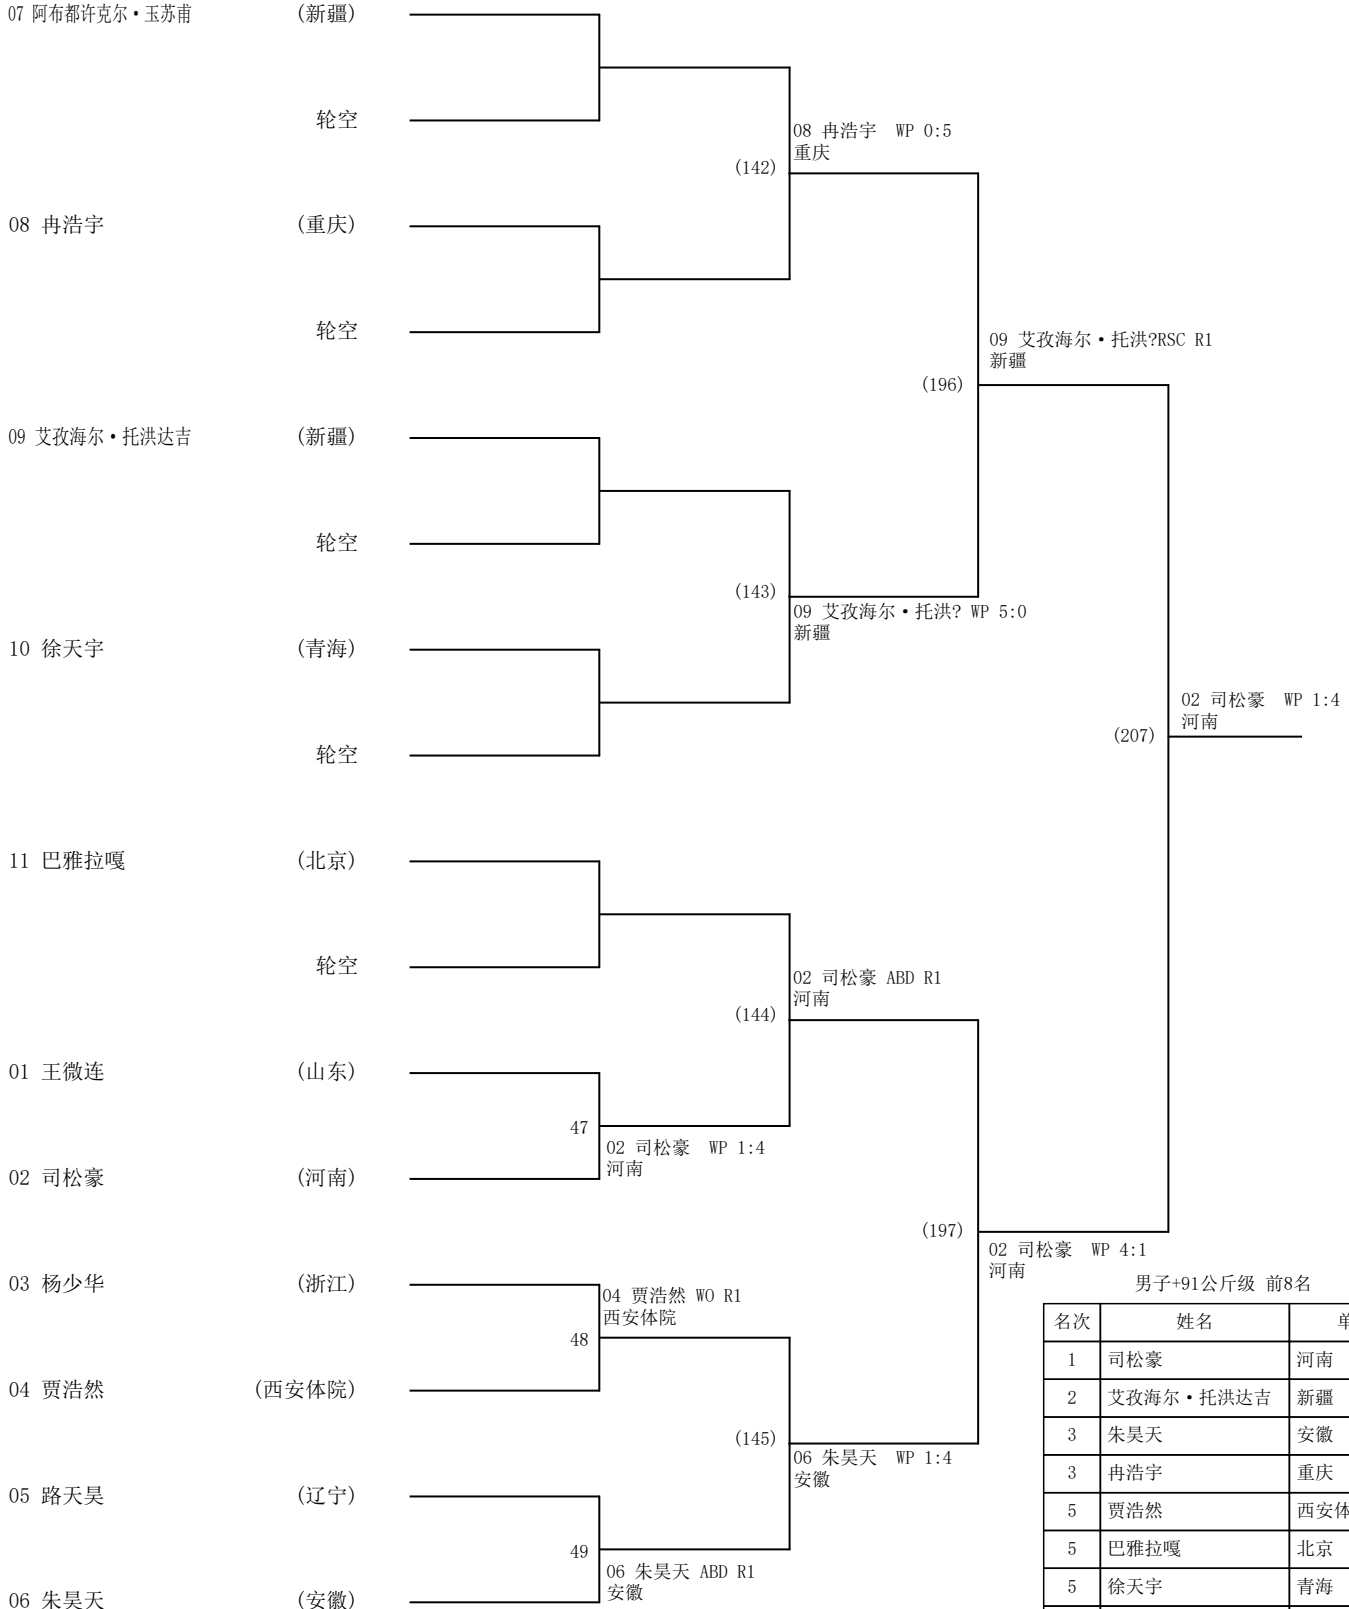 07 阿布都许克尔·玉苏甫 (新疆)
轮空
08 冉浩宇 WP 0:5
重庆
(142)
08 冉浩宇 (重庆)
轮空
09 艾孜海尔·托洪?RSC R1
新疆
(196)
09 艾孜海尔·托洪达吉 (新疆)
轮空
(143)
09 艾孜海尔·托洪? WP 5:0
新疆
10 徐天宇 (青海)
02 司松豪 WP 1:4
河南
(207)
轮空
11 巴雅拉嘎 (北京)
轮空
02 司松豪 ABD R1
河南
(144)
01 王微连 (山东)
47
02 司松豪 WP 1:4
河南
02 司松豪 (河南)
(197)
02 司松豪 WP 4:1
河南
03 杨少华 (浙江)
04 贾浩然 WO R1
西安体院
48
04 贾浩然 (西安体院)
(145)
06 朱昊天 WP 1:4
安徽
05 路天昊 (辽宁)
49
06 朱昊天 ABD R1
安徽
06 朱昊天 (安徽)
男子+91公斤级 前8名
名次 姓名
1 司松豪 河南
2 艾孜海尔·托洪达吉 新疆
3 朱昊天 安徽
3 冉浩宇 重庆
5 贾浩然 西安体
5 巴雅拉嘎 北京
5 徐天宇 青海